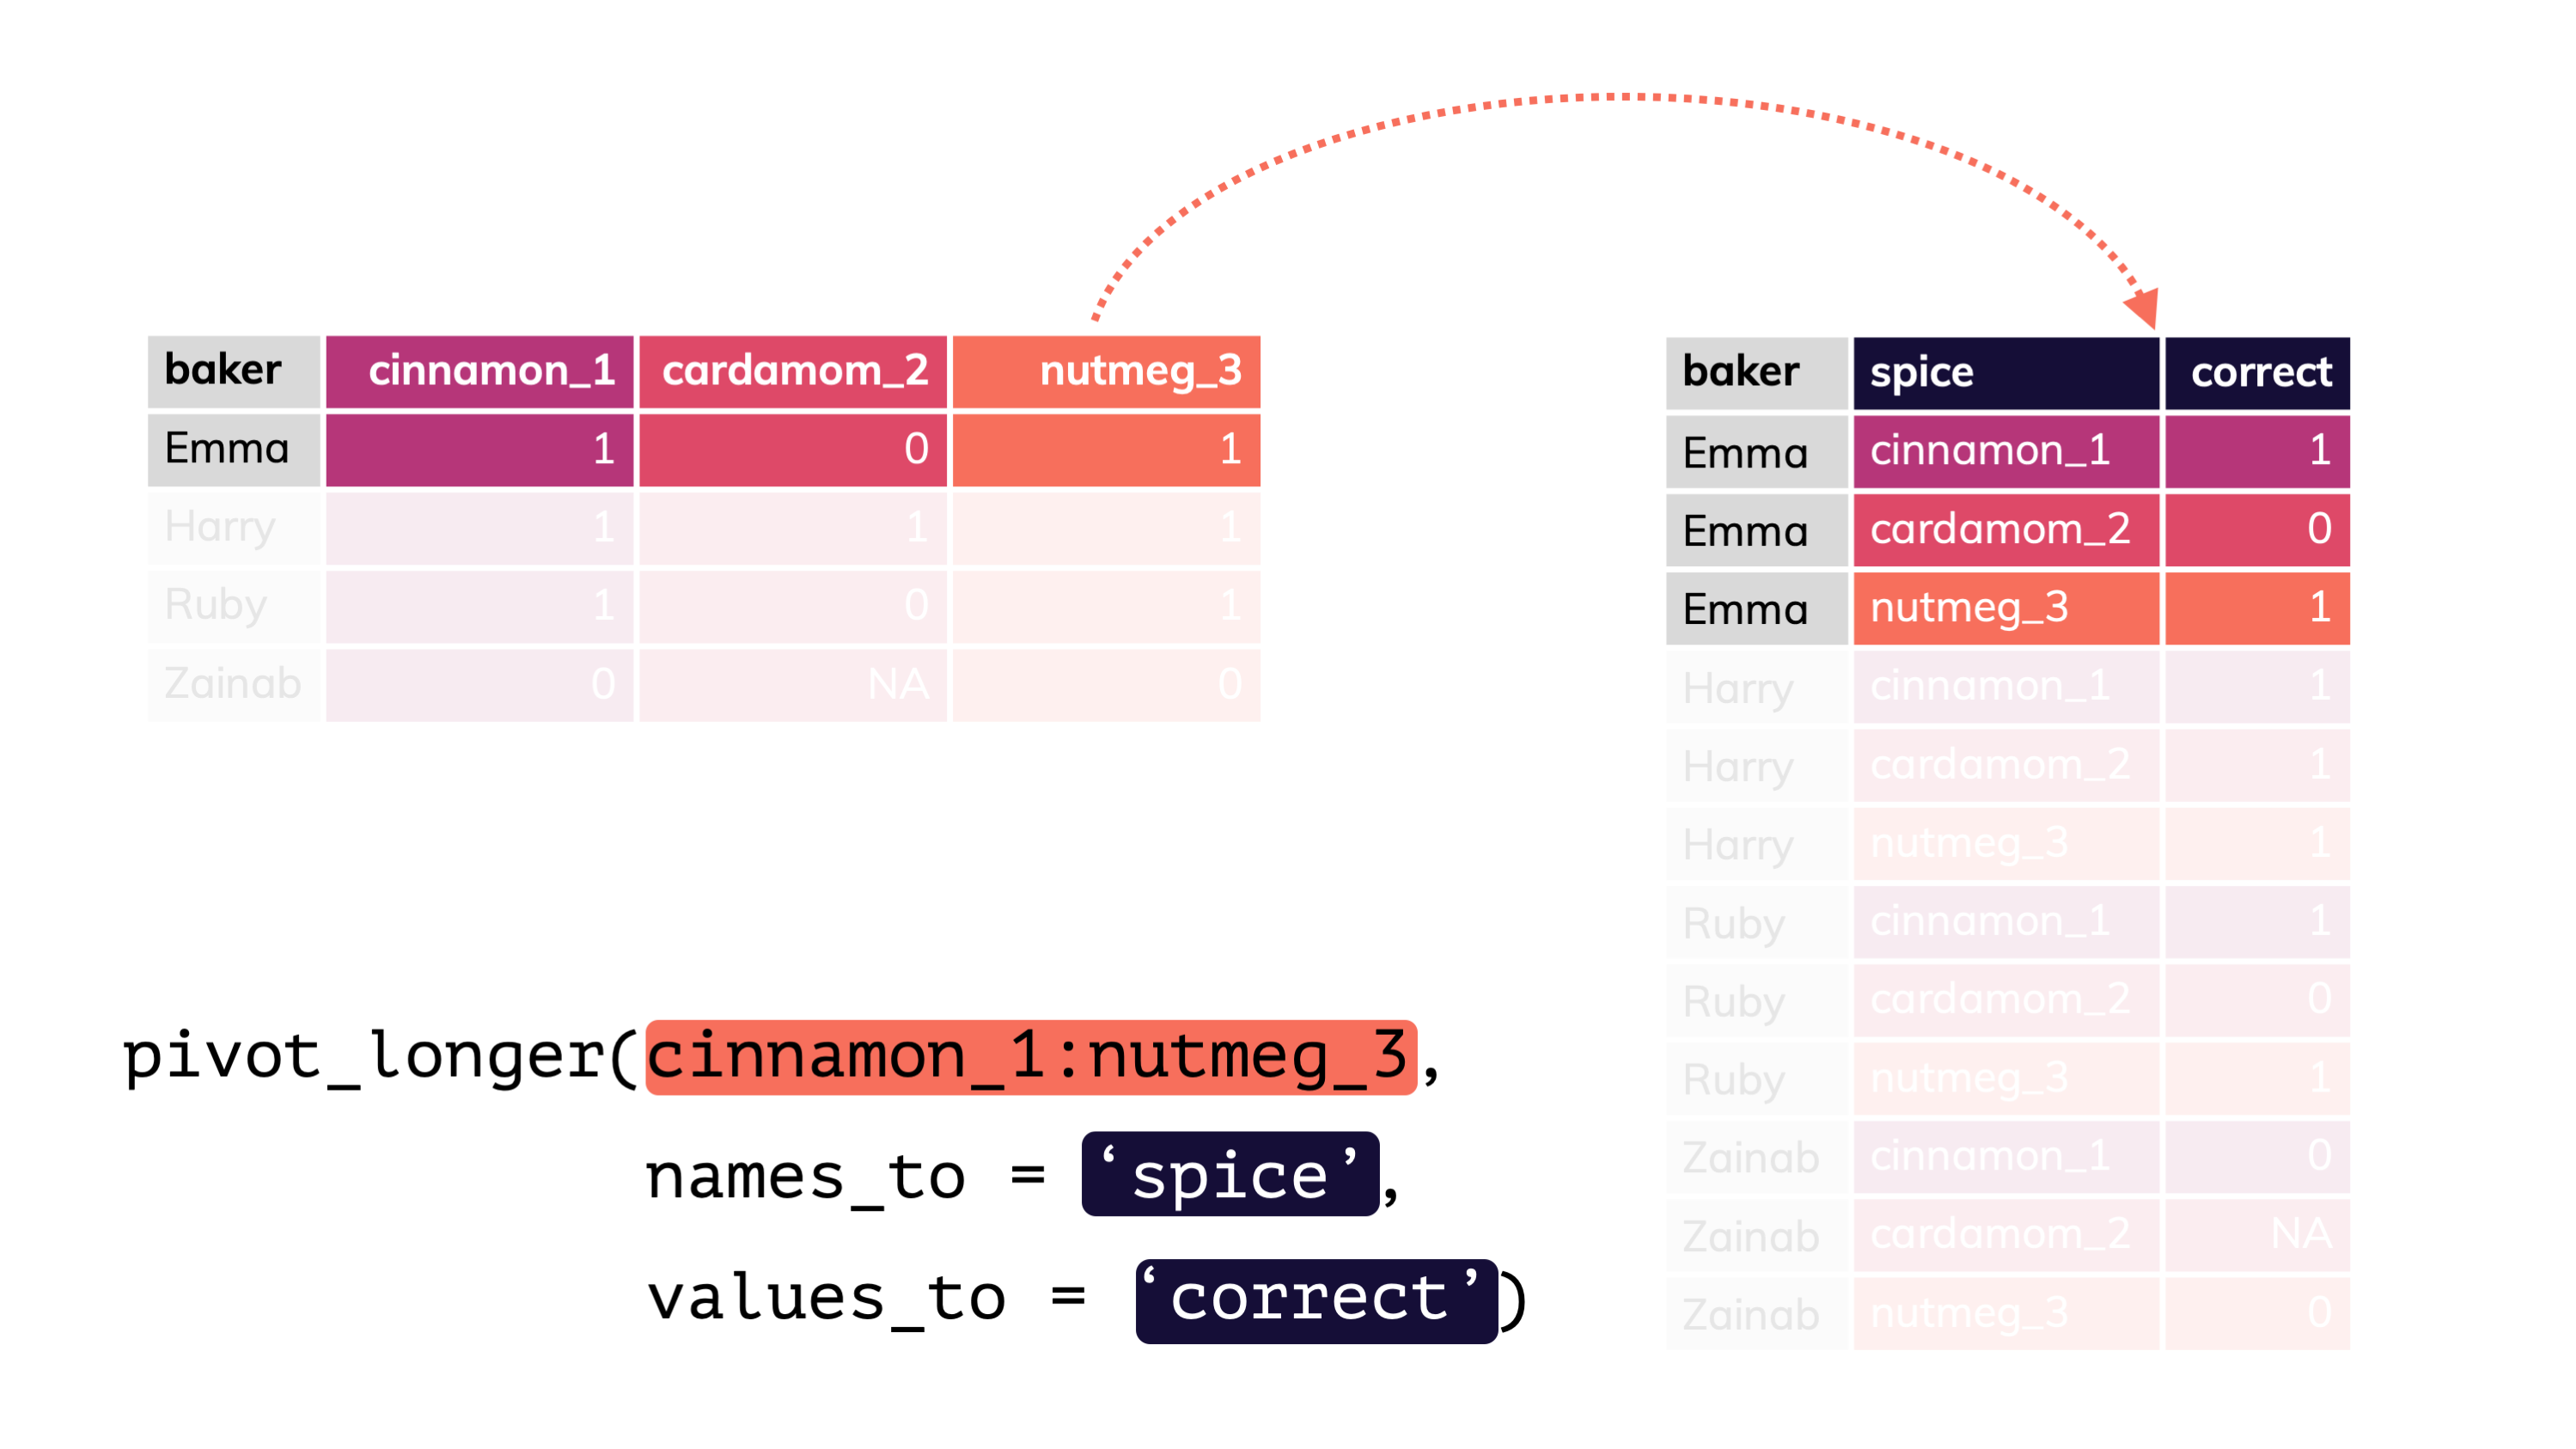 baker cinnamon_1 cardamom_2 nutmeg_3
Emma 1 0 1
Harry 1 1 1
Ruby 1 0 1
Zainab 0 NA 0
baker spice correct
Emma cinnamon_1 1
Emma cardamom_2 0
Emma nutmeg_3 1
Harry cinnamon_1 1
Harry cardamom_2 1
Harry nutmeg_3 1
Ruby cinnamon_1 1
Ruby cardamom_2 0
Ruby nutmeg_3 1
Zainab cinnamon_1 0
Zainab cardamom_2 NA
Zainab nutmeg_3 0
pivot_longer(cinnamon_1:nutmeg_3,
names_to = ‘spice’,
values_to = ‘correct’)